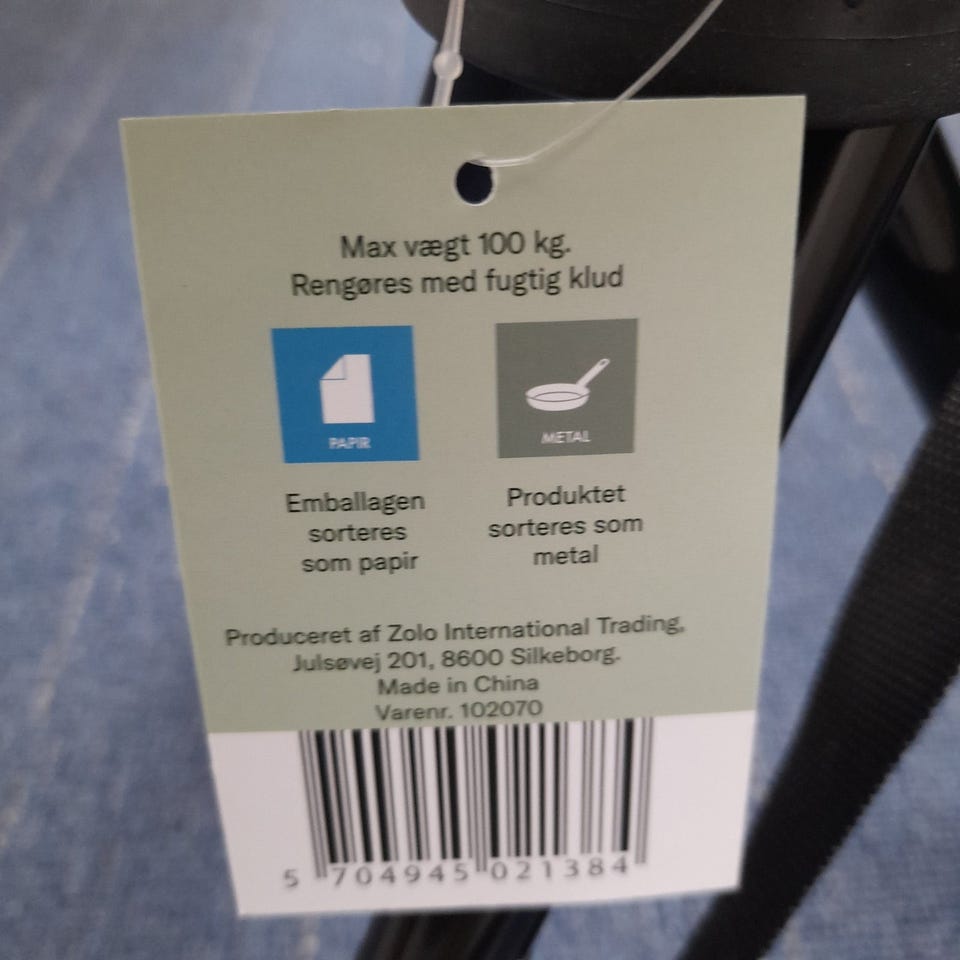 Max vægt 100 kg.
Rengøres med fugtig klud
PAPIR
METAL
Emballagen
sorteres
som papir
Produktet
sorteres som
metal
Produceret af Zolo International Trading,
Julsøvej 201, 8600 Silkeborg.
Made in China
Varenr. 102070
5 704945 021384